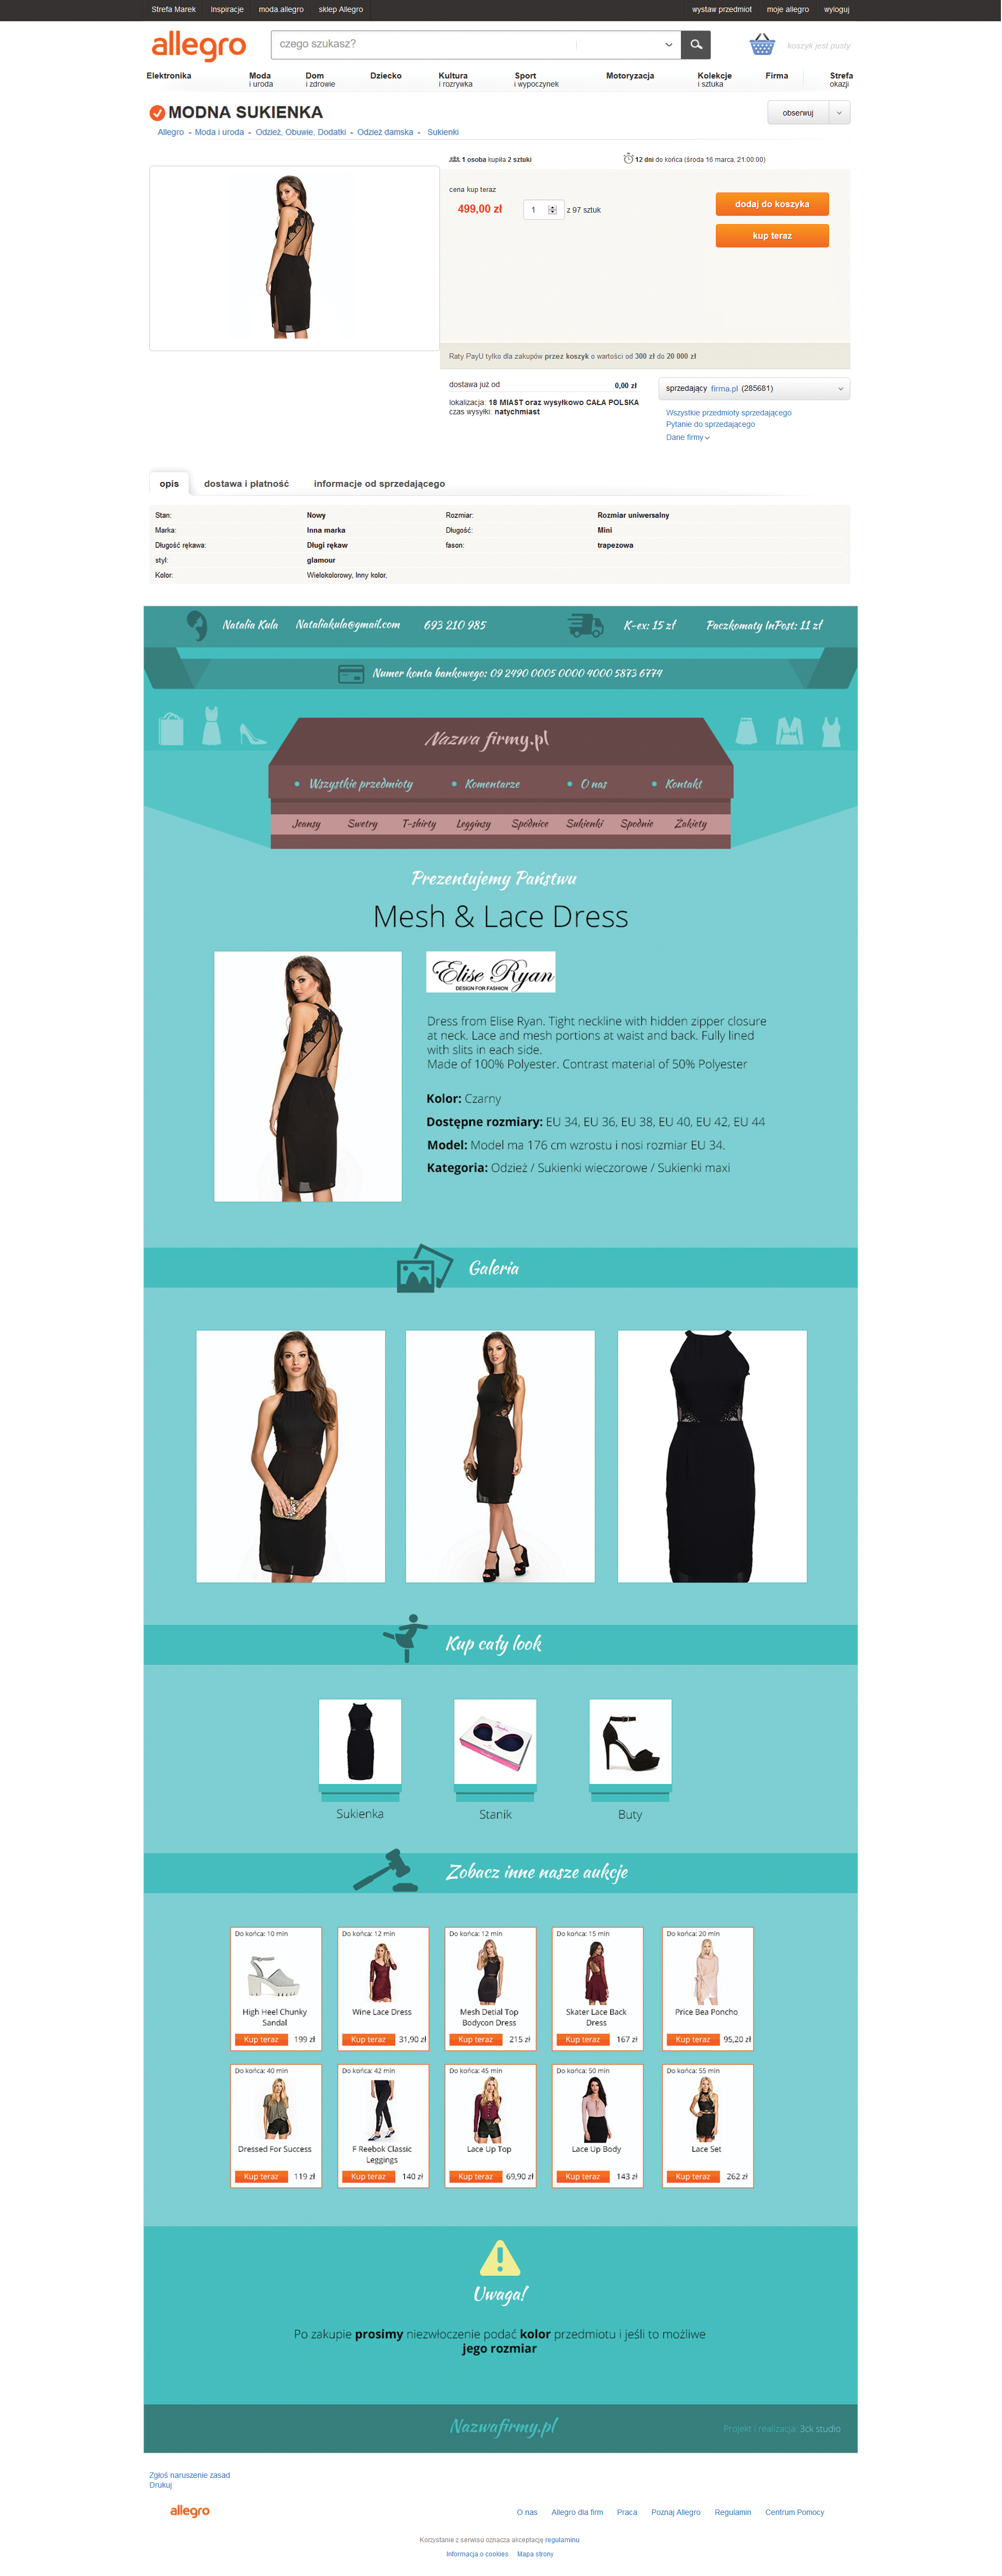 Strefa Marek Inspiracje moda.allegro sklep Allegro wystaw przedmiot moje allegro wyloguj
allegro czego szukasz? koszyk jest pusty
Elektronika Moda Dom Dziecko Kultura Sport Motoryzacja Kolekcje Firma Strefa
i uroda i zdrowie i rozrywka i wypoczynek i sztuka okazji
MODNA SUKIENKA obserwuj
Allegro - Moda i uroda - Odzież, Obuwie, Dodatki - Odzież damska - Sukienki
1 osoba kupiła 2 sztuki 12 dni do końca (środa 16 marca, 21:00:00)
cena kup teraz
499,00 zł 1 z 97 sztuk dodaj do koszyka
kup teraz
Raty PayU tylko dla zakupów przez koszyk o wartości od 300 zł do 20 000 zł
dostawa już od 0,00 zł sprzedający firma.pl (285681)
lokalizacja: 18 MIAST oraz wysyłkowo CAŁA POLSKA
czas wysyłki: natychmiast
Wszystkie przedmioty sprzedającego
Pytanie do sprzedającego
Dane firmy
opis dostawa i płatność informacje od sprzedającego
Stan: Nowy Rozmiar: Rozmiar uniwersalny
Marka: Inna marka Długość: Mini
Długość rękawa: Długi rękaw fason: trapezowa
styl: glamour
Kolor: Wielokolorowy, Inny kolor,
Natalia Kula Nataliakula@gmail.com 693 210 985 K-ex: 15 zł Paczkomaty InPost: 11 zł
Numer konta bankowego: 09 2490 0005 0000 4000 5873 6774
Nazwa firmy.pl
Wszystkie przedmioty Komentarze O nas Kontakt
Jeansy Swetry T-shirty Legginsy Spódnice Sukienki Spodnie Żakiety
Prezentujemy Państwu
Mesh & Lace Dress
Elise Ryan
DESIGN FOR FASHION
Dress from Elise Ryan. Tight neckline with hidden zipper closure
at neck. Lace and mesh portions at waist and back. Fully lined
with slits in each side.
Made of 100% Polyester. Contrast material of 50% Polyester
Kolor: Czarny
Dostępne rozmiary: EU 34, EU 36, EU 38, EU 40, EU 42, EU 44
Model: Model ma 176 cm wzrostu i nosi rozmiar EU 34.
Kategoria: Odzież / Sukienki wieczorowe / Sukienki maxi
Galeria
Kup cały look
Sukienka Stanik Buty
Zobacz inne nasze aukcje
Do końca: 10 min Do końca: 12 min Do końca: 12 min Do końca: 15 min Do końca: 20 min
High Heel Chunky Wine Lace Dress Mesh Detial Top Skater Lace Back Price Bea Poncho
Sandal Bodycon Dress Dress
Kup teraz 199 zł Kup teraz 31,90 zł Kup teraz 215 zł Kup teraz 167 zł Kup teraz 95,20 zł
Do końca: 40 min Do końca: 42 min Do końca: 45 min Do końca: 50 min Do końca: 55 min
Dressed For Success F Reebok Classic Lace Up Top Lace Up Body Lace Set
Leggings
Kup teraz 119 zł Kup teraz 140 zł Kup teraz 69,90 zł Kup teraz 143 zł Kup teraz 262 zł
Uwaga!
Po zakupie prosimy niezwłocznenie podać kolor przedmiotu i jeśli to możliwe
jego rozmiar
Nazwafirmy.pl Projekt i realizacja: 3ck studio
Zgłoś naruszenie zasad
Drukuj
allegro O nas Allegro dla firm Praca Poznaj Allegro Regulamin Centrum Pomocy
Korzystanie z serwisu oznacza akceptację regulaminu
Informacja o cookies Mapa strony